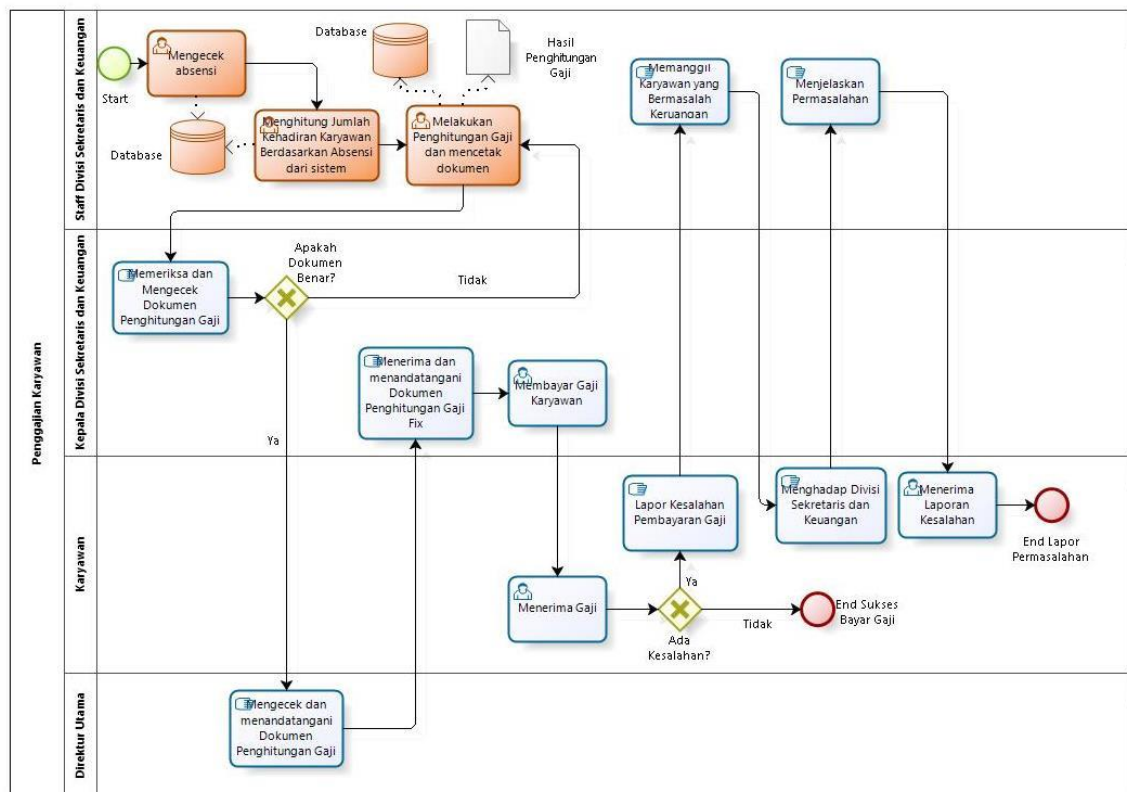 Penggajian Karyawan
Staff Divisi Sekretaris dan Keuangan
Start
Mengecek
absensi
Database
Menghitung Jumlah
Kehadiran Karyawan
Berdasarkan Absensi
dari sistem
Database
Melakukan
Penghitungan Gaji
dan mencetak
dokumen
Hasil
Penghitungan
Gaji
Memanggil
Karyawan yang
Bermasalah
Keruangan
Menjelaskan
Permasalahan
Kepala Divisi Sekretaris dan Keuangan
Memeriksa dan
Mengecek
Dokumen
Penghitungan Gaji
Apakah
Dokumen
Benar?
Tidak
Ya
Menerima dan
menandatangani
Dokumen
Penghitungan Gaji
Fix
Membayar Gaji
Karyawan
Karyawan
Menerima Gaji
Ada
Kesalahan?
Ya
Tidak
Lapor Kesalahan
Pembayaran Gaji
Menghadap Divisi
Sekretaris dan
Keuangan
Menerima
Laporan
Kesalahan
End Lapor
Permasalahan
End Sukses
Bayar Gaji
Direktur Utama
Mengecek dan
menandatangani
Dokumen
Penghitungan Gaji